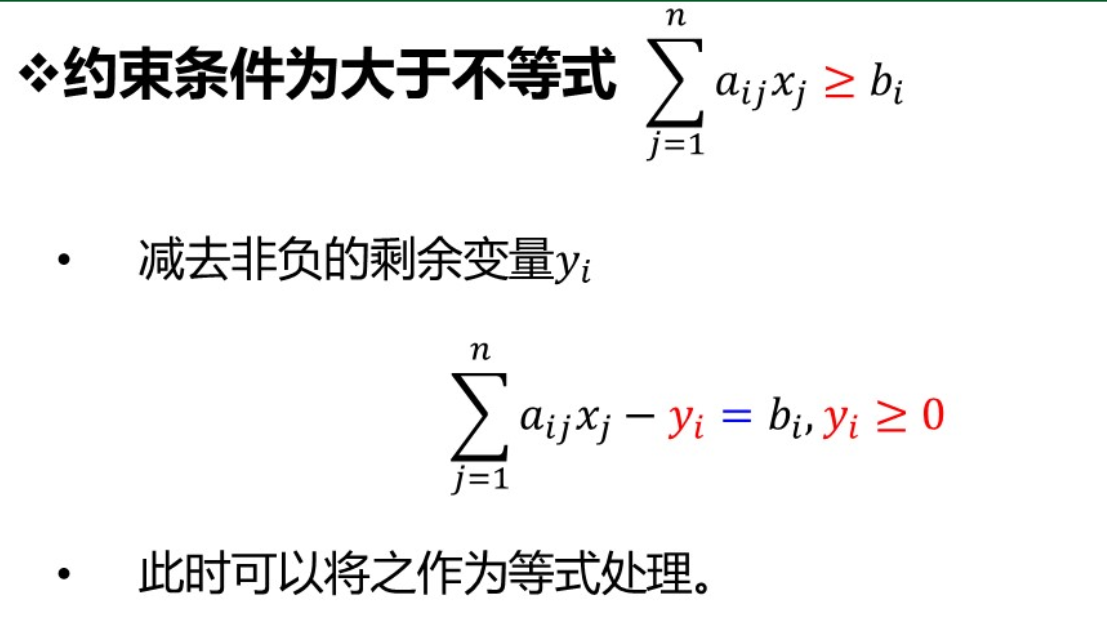 ❖约束条件为大于不等式 $\sum_{j=1}^{n} a_{ij}x_j \geq b_i$
• 减去非负的剩余变量$y_i$
$\sum_{j=1}^{n} a_{ij}x_j - y_i = b_i, y_i \geq 0$
• 此时可以将之作为等式处理。